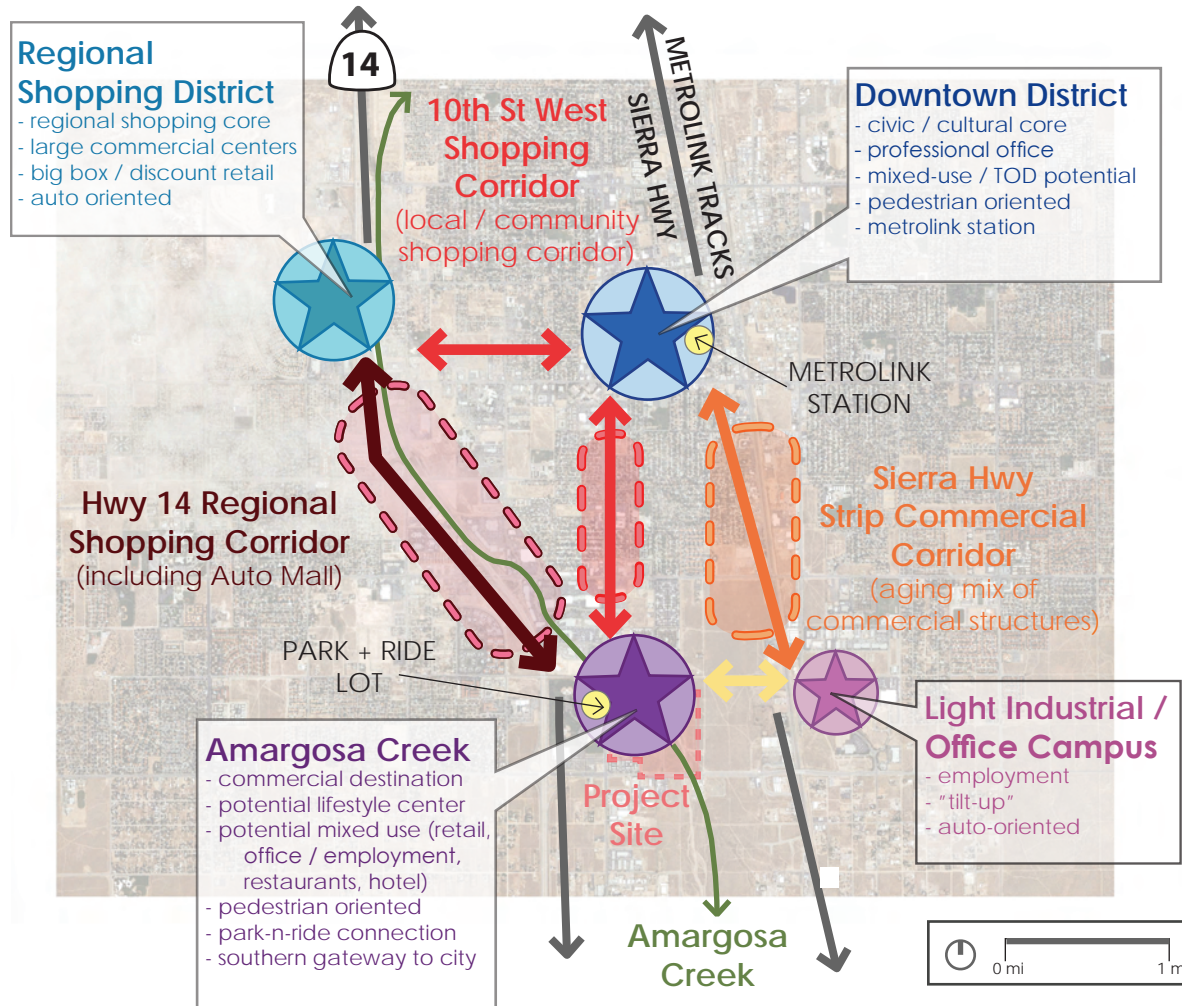 Regional
Shopping District
- regional shopping core
- large commercial centers
- big box / discount retail
- auto oriented
14
10th St West
Shopping
Corridor
(local / community
shopping corridor)
SIERRA HWY
METROLINK TRACKS
Downtown District
- civic / cultural core
- professional office
- mixed-use / TOD potential
- pedestrian oriented
- metrolink station
METROLINK
STATION
Hwy 14 Regional
Shopping Corridor
(including Auto Mall)
Sierra Hwy
Strip Commercial
Corridor
(aging mix of
commercial structures)
PARK + RIDE
LOT
Amargosa Creek
- commercial destination
- potential lifestyle center
- potential mixed use (retail,
office / employment,
restaurants, hotel)
- pedestrian oriented
- park-n-ride connection
- southern gateway to city
Project
Site
Light Industrial /
Office Campus
- employment
- "tilt-up"
- auto-oriented
Amargosa
Creek
0 mi
1 m